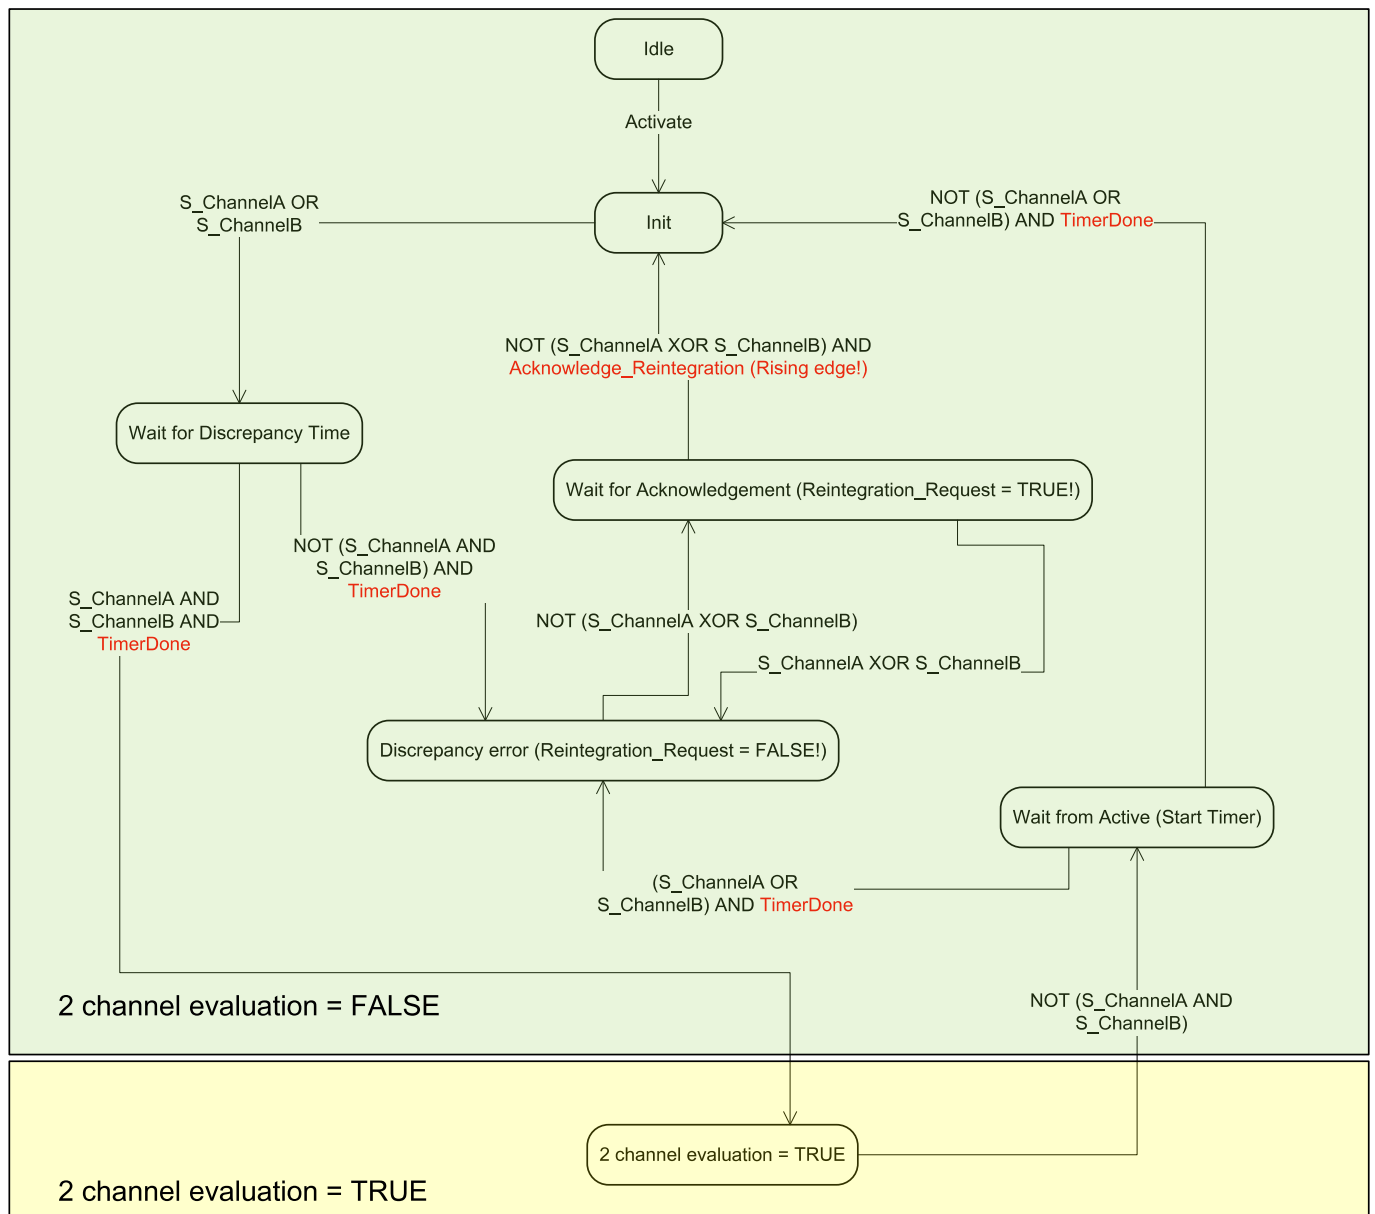 Idle
Activate
S_ChannelA OR
S_ChannelB
Init
NOT (S_ChannelA OR
S_ChannelB) AND TimerDone
NOT (S_ChannelA XOR S_ChannelB) AND
Acknowledge_Reintegration (Rising edge!)
Wait for Discrepancy Time
Wait for Acknowledgement (Reintegration_Request = TRUE!)
NOT (S_ChannelA AND
S_ChannelB) AND
TimerDone
S_ChannelA AND
S_ChannelB AND
TimerDone
NOT (S_ChannelA XOR S_ChannelB)
S_ChannelA XOR S_ChannelB
Discrepancy error (Reintegration_Request = FALSE!)
Wait from Active (Start Timer)
(S_ChannelA OR
S_ChannelB) AND TimerDone
2 channel evaluation = FALSE
NOT (S_ChannelA AND
S_ChannelB)
2 channel evaluation = TRUE
2 channel evaluation = TRUE